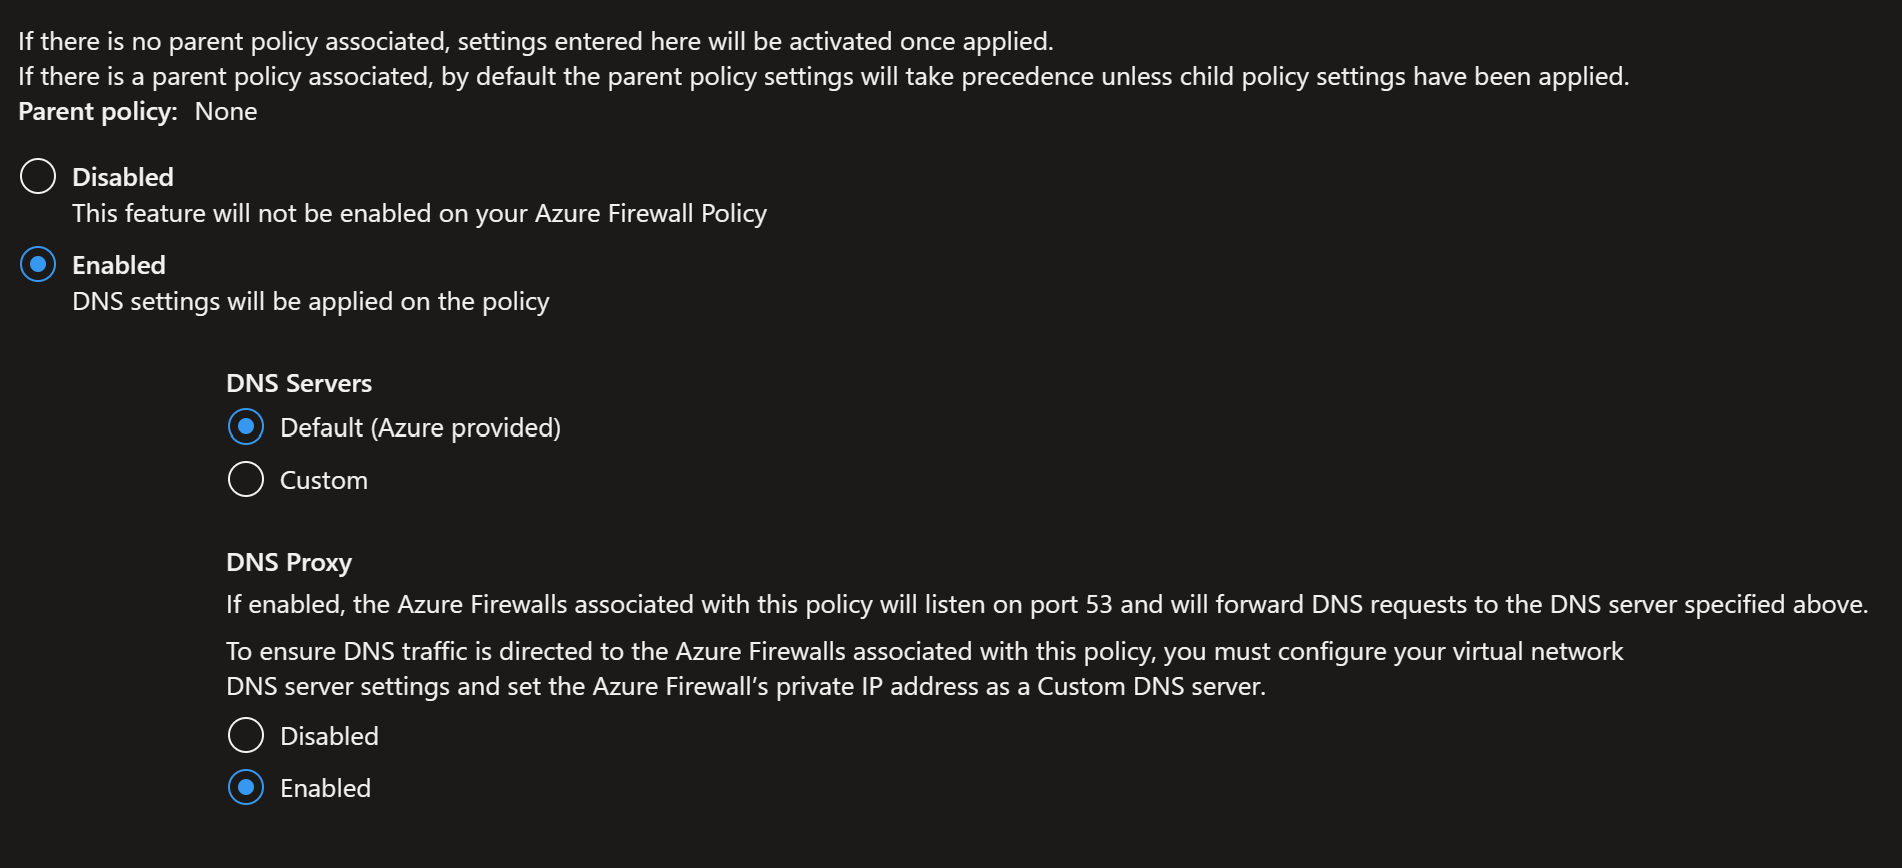 If there is no parent policy associated, settings entered here will be activated once applied.
If there is a parent policy associated, by default the parent policy settings will take precedence unless child policy settings have been applied.
Parent policy: None
Disabled
This feature will not be enabled on your Azure Firewall Policy
Enabled
DNS settings will be applied on the policy
DNS Servers
Default (Azure provided)
Custom
DNS Proxy
If enabled, the Azure Firewalls associated with this policy will listen on port 53 and will forward DNS requests to the DNS server specified above.
To ensure DNS traffic is directed to the Azure Firewalls associated with this policy, you must configure your virtual network
DNS server settings and set the Azure Firewall’s private IP address as a Custom DNS server.
Disabled
Enabled